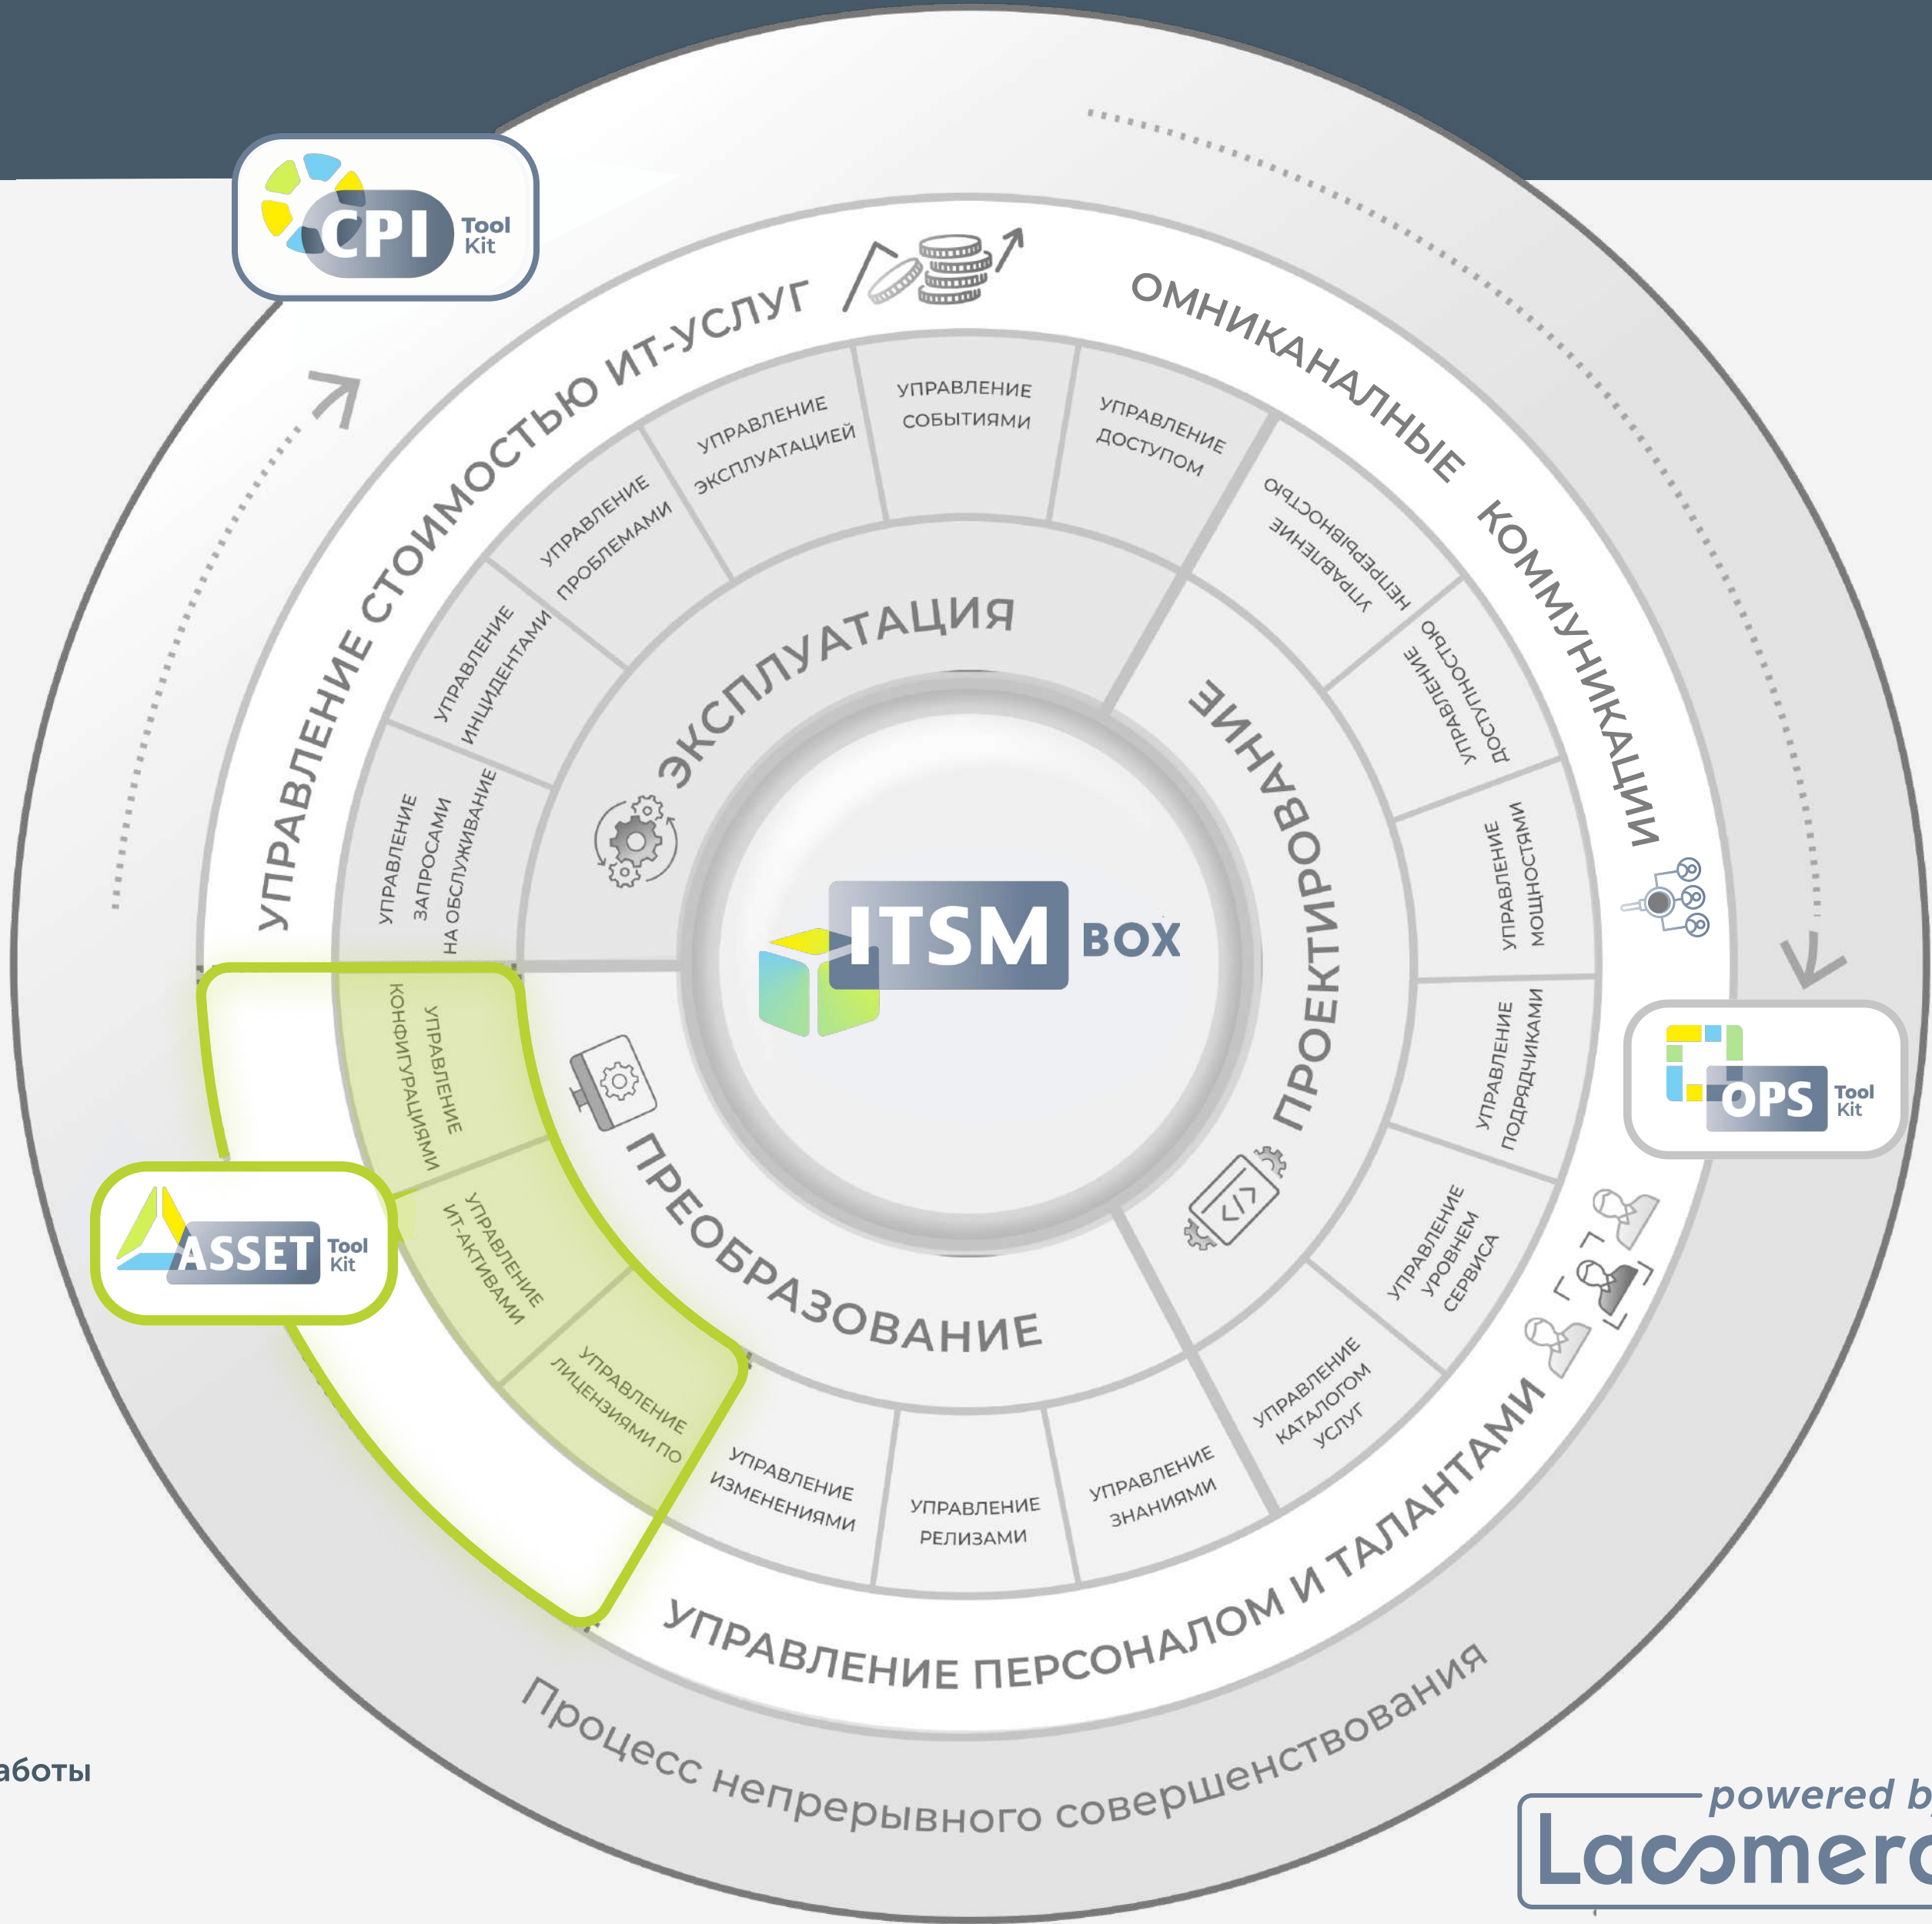 CPI Tool
Kit
УПРАВЛЕНИЕ СТОИМОСТЬЮ ИТ-УСЛУГ
ОМНИКАНАЛЬНЫЕ КОММУНИКАЦИИ
УПРАВЛЕНИЕ
ЗАПРОСАМИ
НА ОБСЛУЖИВАНИЕ
УПРАВЛЕНИЕ
ИНЦИДЕНТАМИ
УПРАВЛЕНИЕ
ПРОБЛЕМАМИ
УПРАВЛЕНИЕ
ЭКСПЛУАТАЦИЕЙ
УПРАВЛЕНИЕ
СОБЫТИЯМИ
УПРАВЛЕНИЕ
ДОСТУПОМ
УПРАВЛЕНИЕ
НЕПРЕРЫВНОСТЬЮ
УПРАВЛЕНИЕ
ДОСТУПНОСТЬЮ
УПРАВЛЕНИЕ
МОЩНОСТЯМИ
УПРАВЛЕНИЕ
ПОДРЯДЧИКАМИ
УПРАВЛЕНИЕ
УРОВНЕМ
СЕРВИСА
УПРАВЛЕНИЕ
КАТАЛОГОМ
УСЛУГ
УПРАВЛЕНИЕ
ЗНАНИЯМИ
УПРАВЛЕНИЕ
РЕЛИЗАМИ
УПРАВЛЕНИЕ
ИЗМЕНЕНИЯМИ
УПРАВЛЕНИЕ
ЛИЦЕНЗИЯМИ ПО
УПРАВЛЕНИЕ
ИТ-АКТИВАМИ
УПРАВЛЕНИЕ
КОНФИГУРАЦИЯМИ
ЭКСПЛУАТАЦИЯ
ПРОЕКТИРОВАНИЕ
ПРЕОБРАЗОВАНИЕ
ITSM BOX
OPS Tool
Kit
ASSET Tool
Kit
УПРАВЛЕНИЕ ПЕРСОНАЛОМ И ТАЛАНТАМИ
Процесс непрерывного совершенствования
аботы
powered b
Lacomer